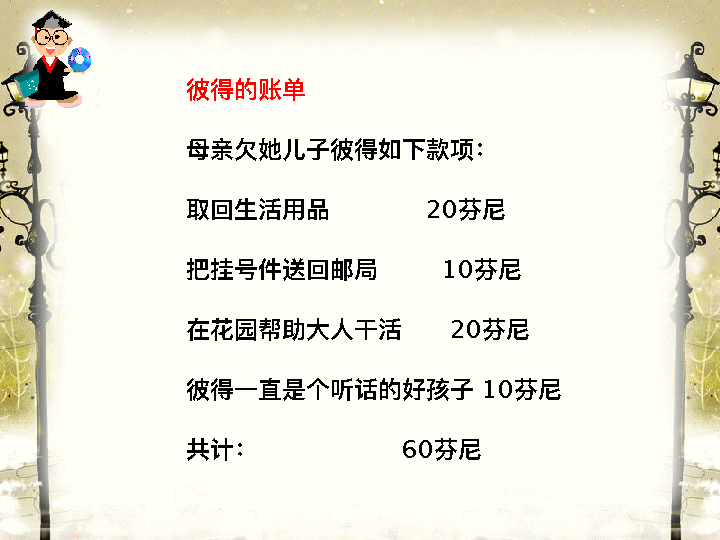 彼得的账单
母亲欠她儿子彼得如下款项：
取回生活用品 20芬尼
把挂号件送回邮局 10芬尼
在花园帮助大人干活 20芬尼
彼得一直是个听话的好孩子 10芬尼
共计： 60芬尼